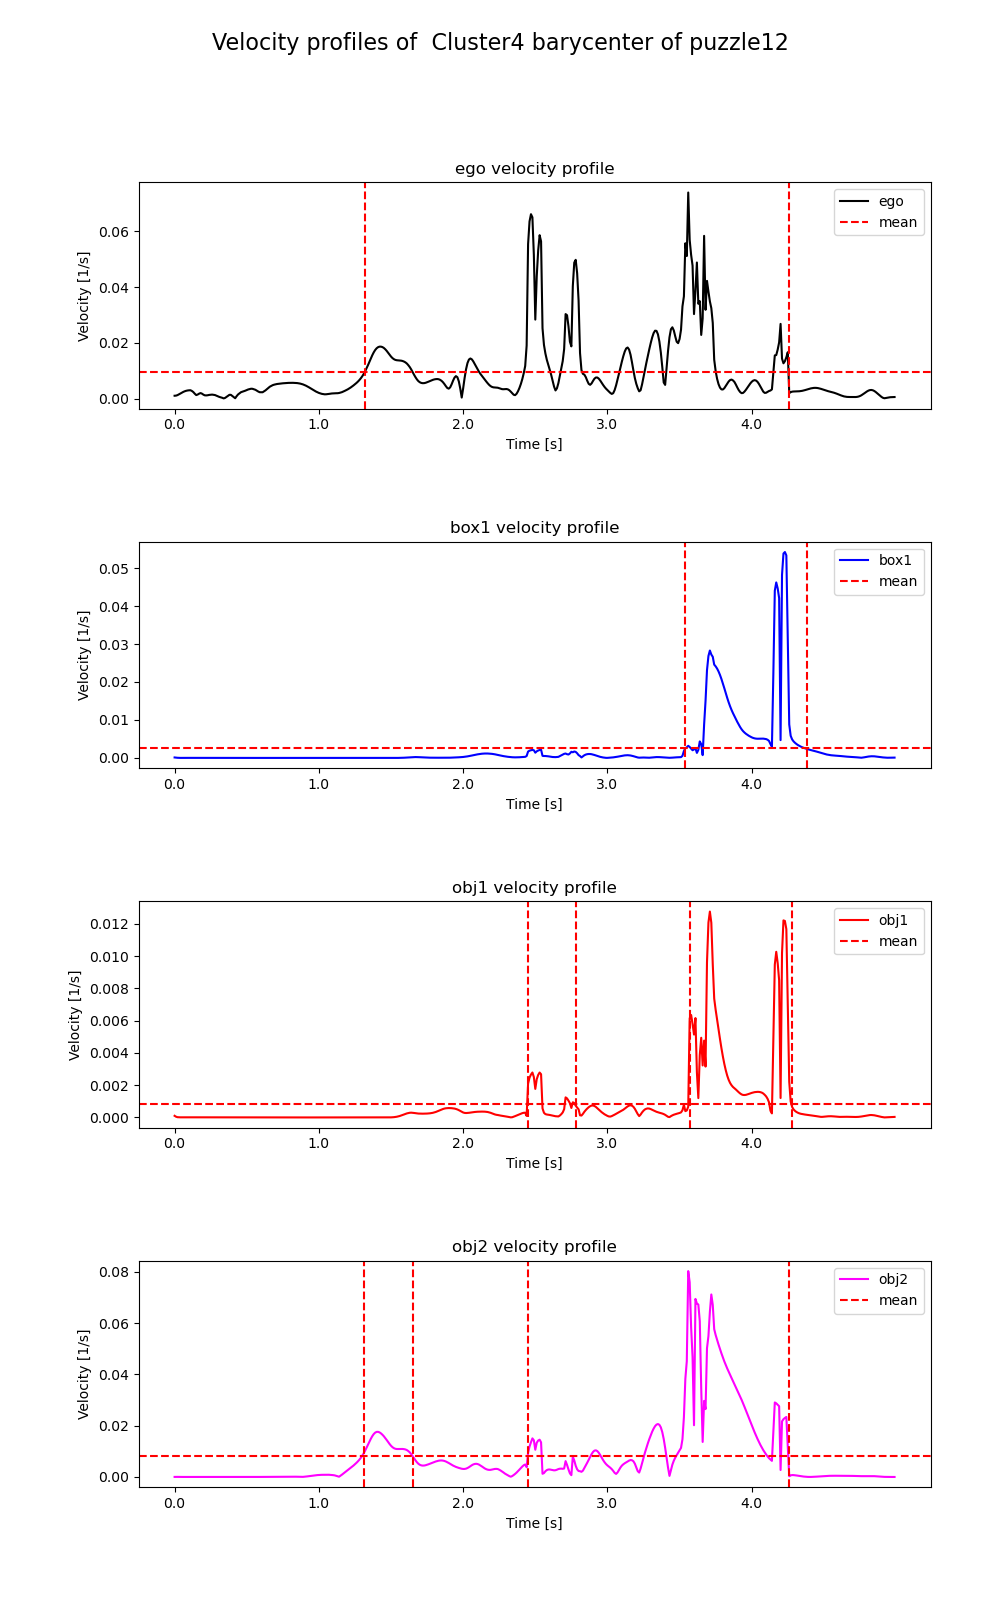 Velocity profiles of  Cluster4 barycenter of puzzle12
ego velocity profile
Velocity [1/s]
0.06
0.04
0.02
0.00
ego
mean
0.0 1.0 2.0 3.0 4.0
Time [s]
box1 velocity profile
Velocity [1/s]
0.05
0.04
0.03
0.02
0.01
0.00
box1
mean
0.0 1.0 2.0 3.0 4.0
Time [s]
obj1 velocity profile
Velocity [1/s]
0.012
0.010
0.008
0.006
0.004
0.002
0.000
obj1
mean
0.0 1.0 2.0 3.0 4.0
Time [s]
obj2 velocity profile
Velocity [1/s]
0.08
0.06
0.04
0.02
0.00
obj2
mean
0.0 1.0 2.0 3.0 4.0
Time [s]